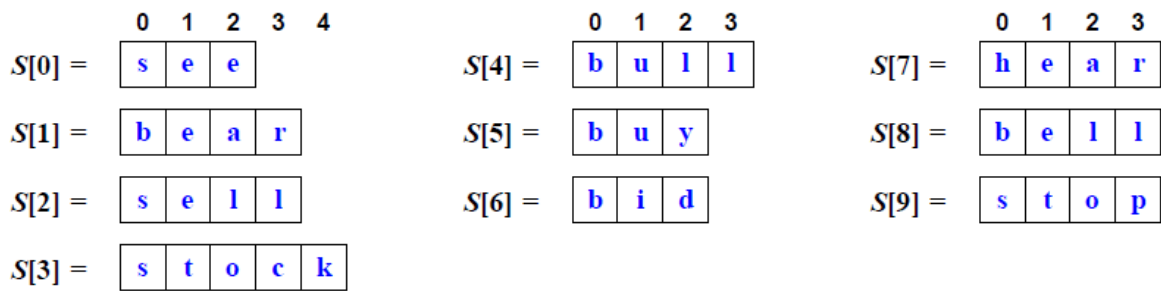 0 1 2 3 4
S[0] = s e e
S[1] = b e a r
S[2] = s e l l
S[3] = s t o c k
0 1 2 3
S[4] = b u l l
S[5] = b u y
S[6] = b i d
0 1 2 3
S[7] = h e a r
S[8] = b e l l
S[9] = s t o p